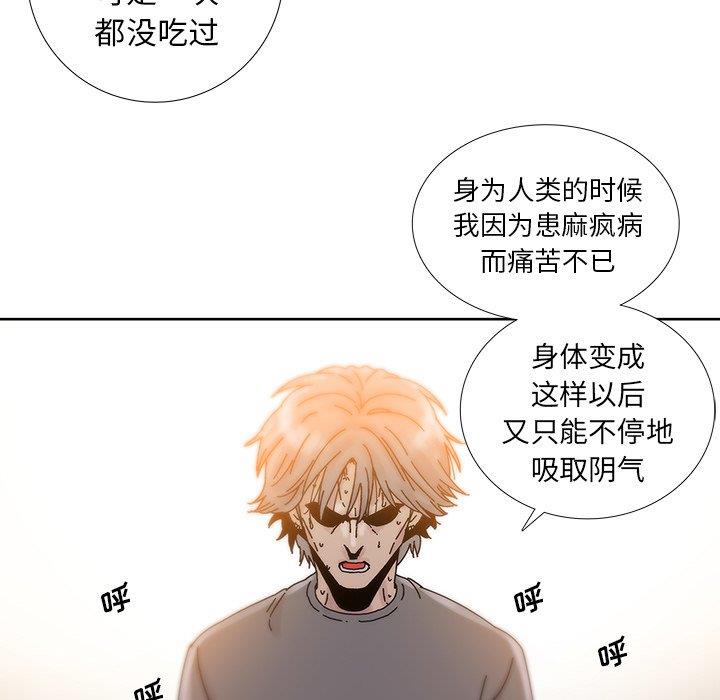 都没吃过
身为人类的时候
我因为患麻疯病
而痛苦不已
身体变成
这样以后
又只能不停地
吸取阴气
呼
呼
呼
呼